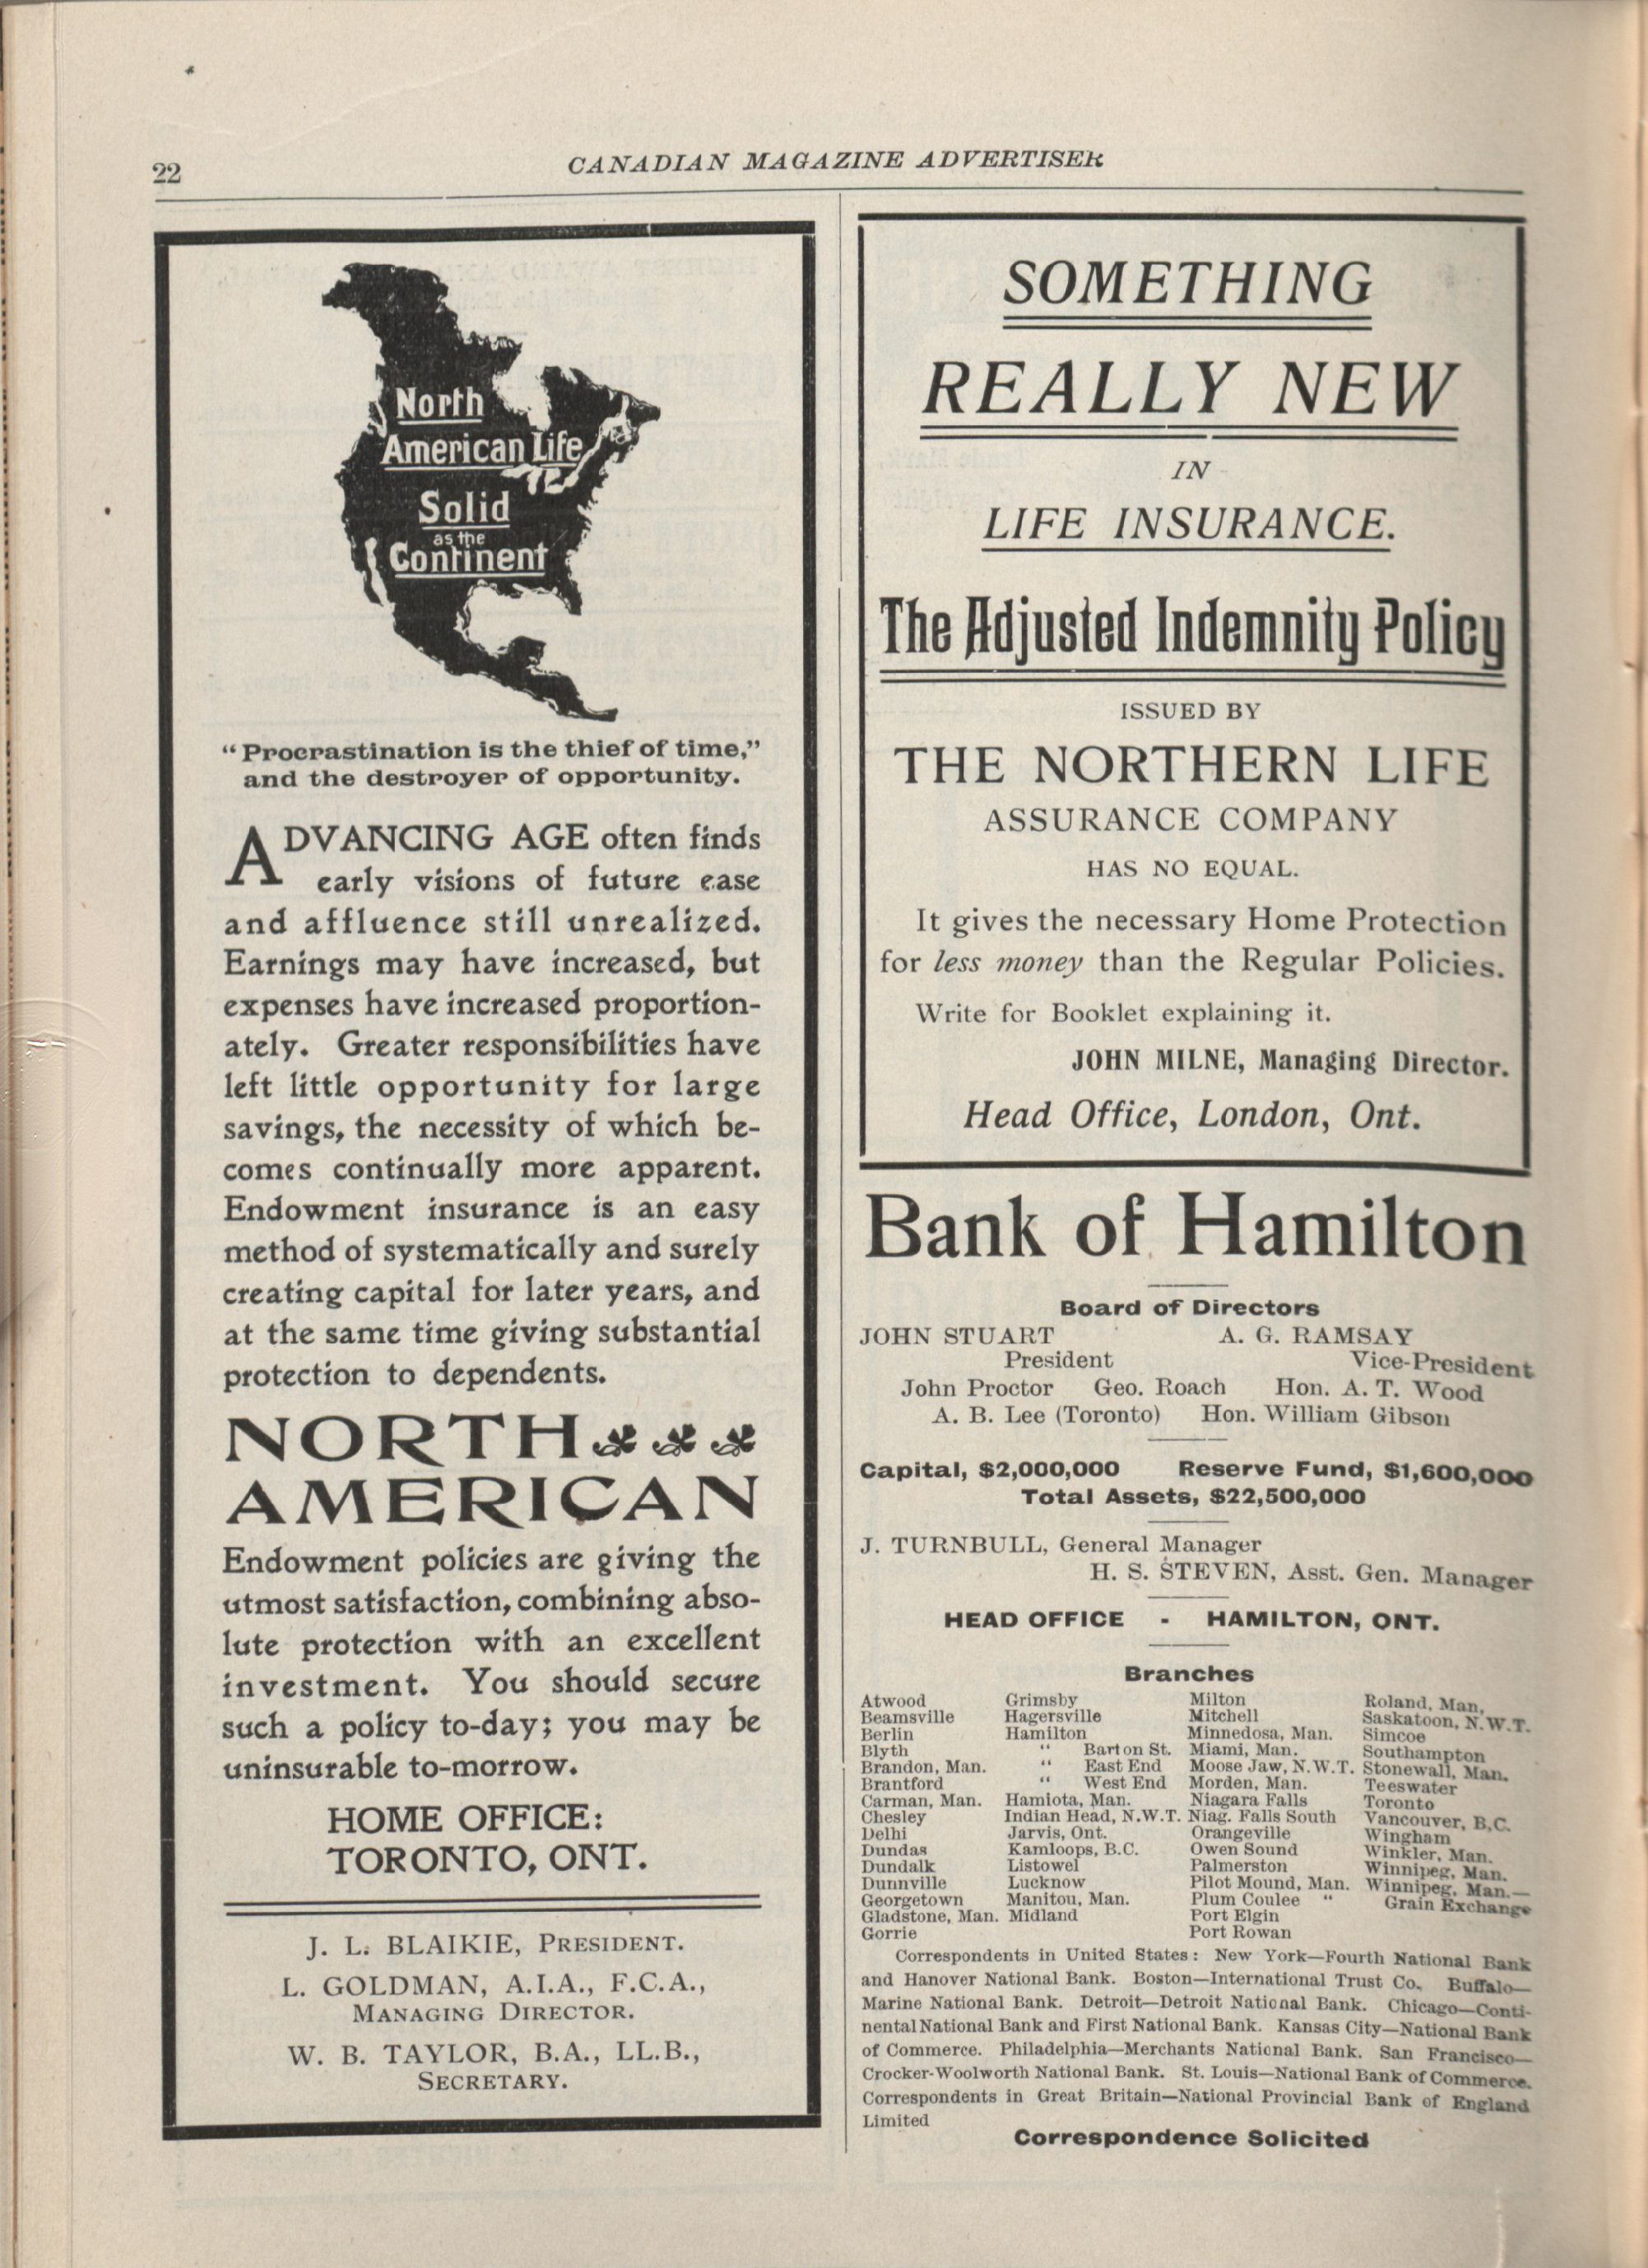 22
CANADIAN MAGAZINE ADVERTISER
North
American Life
Solid
as the
Continent
“Procrastination is the thief of time,”
and the destroyer of opportunity.
ADVANCING AGE often finds
early visions of future ease
and affluence still unrealized.
Earnings may have increased, but
expenses have increased proportion-
ately. Greater responsibilities have
left little opportunity for large
savings, the necessity of which be-
comes continually more apparent.
Endowment insurance is an easy
method of systematically and surely
creating capital for later years, and
at the same time giving substantial
protection to dependents.
NORTH
AMERICAN
Endowment policies are giving the
utmost satisfaction, combining abso-
lute protection with an excellent
investment. You should secure
such a policy to-day; you may be
uninsurable to-morrow.
HOME OFFICE:
TORONTO, ONT.
J. L. BLAIKIE, PRESIDENT.
L. GOLDMAN, A.I.A., F.C.A.,
MANAGING DIRECTOR.
W. B. TAYLOR, B.A., LL.B.,
SECRETARY.
SOMETHING
REALLY NEW
IN
LIFE INSURANCE.
The Adjusted Indemnity Policy
ISSUED BY
THE NORTHERN LIFE
ASSURANCE COMPANY
HAS NO EQUAL.
It gives the necessary Home Protection
for less money than the Regular Policies.
Write for Booklet explaining it.
JOHN MILNE, Managing Director.
Head Office, London, Ont.
Bank of Hamilton
Board of Directors
JOHN STUART A. G. RAMSAY
President Vice-President
John Proctor Geo. Roach Hon. A. T. Wood
A. B. Lee (Toronto) Hon. William Gibson
Capital, $2,000,000 Reserve Fund, $1,600,000
Total Assets, $22,500,000
J. TURNBULL, General Manager
H. S. STEVEN, Asst. Gen. Manager
HEAD OFFICE - HAMILTON, ONT.
Branches
Atwood Grimsby Milton Roland, Man.
Beamsville Hagersville Mitchell Saskatoon, N.W.T.
Berlin Hamilton Minnedosa, Man. Simcoe
Blyth " Barton St. Miami, Man. Southampton
Brandon, Man. " East End Moose Jaw, N.W.T. Stonewall, Man.
Brantford " West End Morden, Man. Teeswater
Carman, Man. Hamiota, Man. Niagara Falls Toronto
Chesley Indian Head, N.W.T. Niag. Falls South Vancouver, B.C.
Delhi Jarvis, Ont. Orangeville Wingham
Dundas Kamloops, B.C. Owen Sound Winkler, Man.
Dundalk Listowel Palmerston Winnipeg, Man.
Dunnville Lucknow Pilot Mound, Man. Winnipeg, Man.—
Georgetown Manitou, Man. Plum Coulee " Grain Exchange
Gladstone, Man. Midland Port Elgin
Gorrie Port Rowan
Correspondents in United States: New York—Fourth National Bank
and Hanover National Bank. Boston—International Trust Co. Buffalo—
Marine National Bank. Detroit—Detroit National Bank. Chicago—Conti-
nental National Bank and First National Bank. Kansas City—National Bank
of Commerce. Philadelphia—Merchants National Bank. San Francisco—
Crocker-Woolworth National Bank. St. Louis—National Bank of Commerce.
Correspondents in Great Britain—National Provincial Bank of England
Limited
Correspondence Solicited